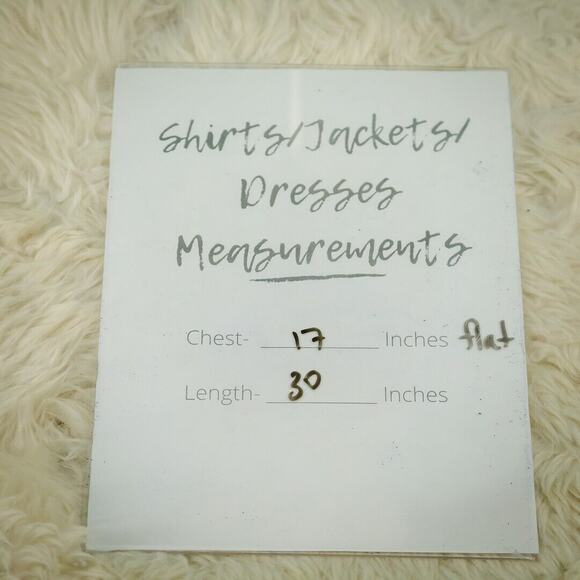 Shirts/Jackets/
Dresses
Measurements
Chest- 17 Inches flat
Length- 30 Inches